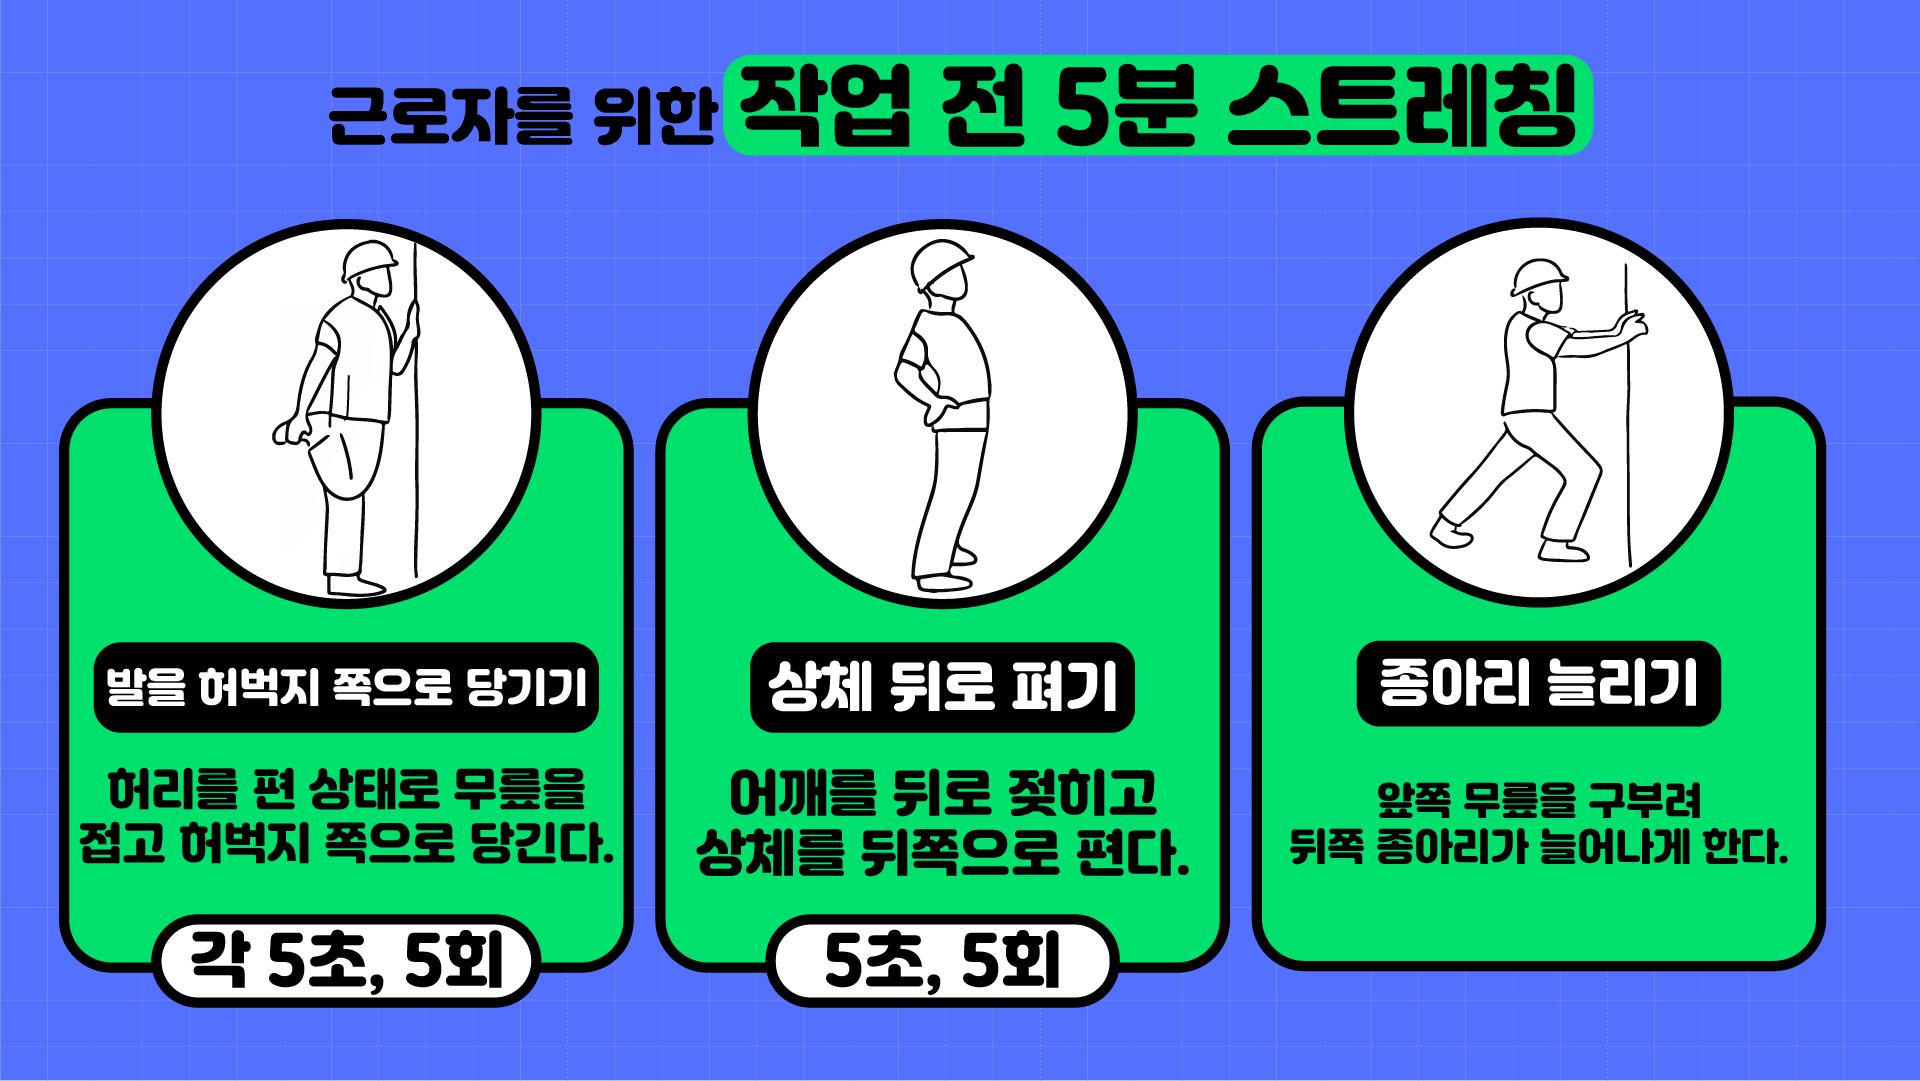 근로자를 위한 작업 전 5분 스트레칭
발을 허벅지 쪽으로 당기기
허리를 편 상태로 무릎을
접고 허벅지 쪽으로 당긴다.
각 5초, 5회
상체 뒤로 펴기
어깨를 뒤로 젖히고
상체를 뒤쪽으로 편다.
5초, 5회
종아리 늘리기
앞쪽 무릎을 구부려
뒤쪽 종아리가 늘어나게 한다.